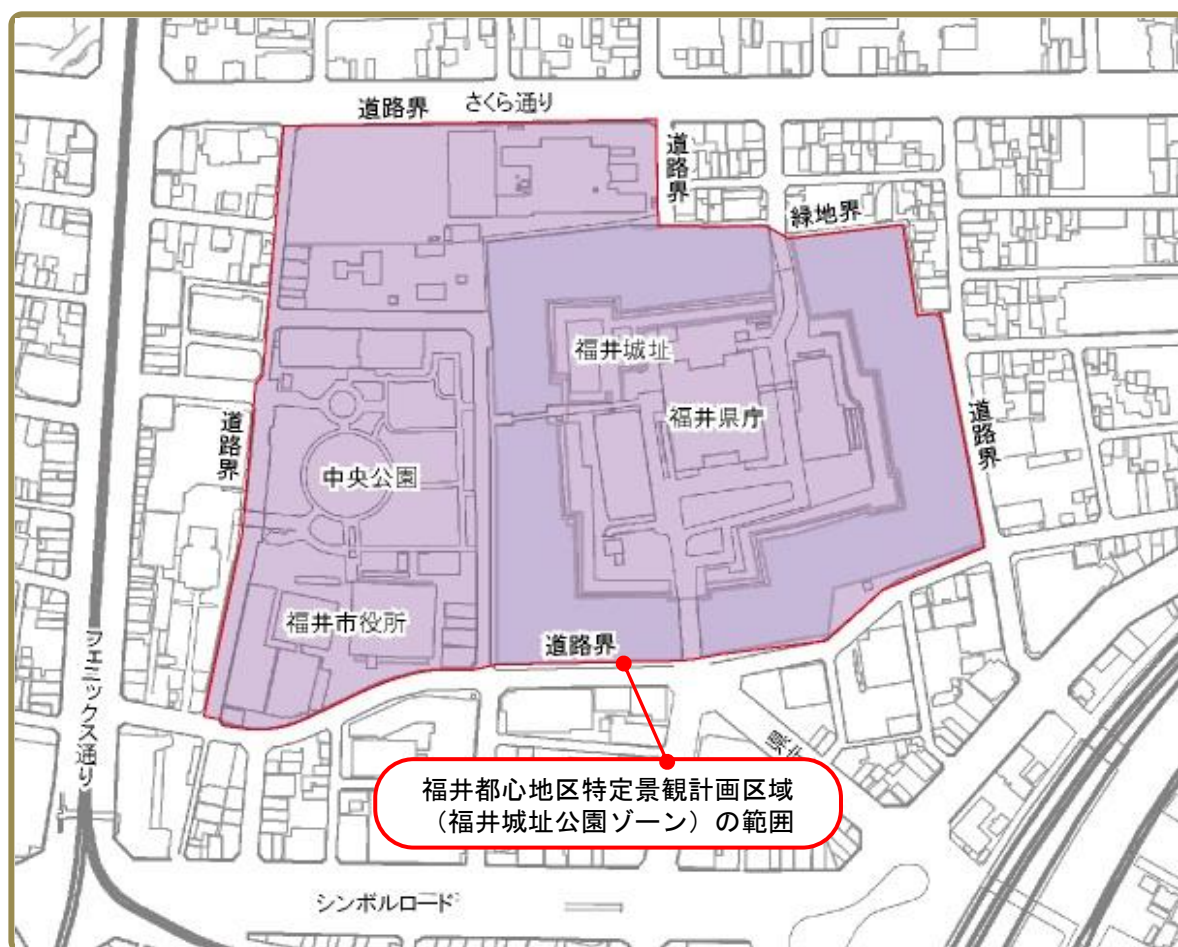 道路界
さくら通り
道路界
緑地界
福井城址
福井県庁
道路界
中央公園
道路界
福井市役所
道路界
フェニックス通り
福井都心地区特定景観計画区域
（福井城址公園ゾーン）の範囲
シンボルロード